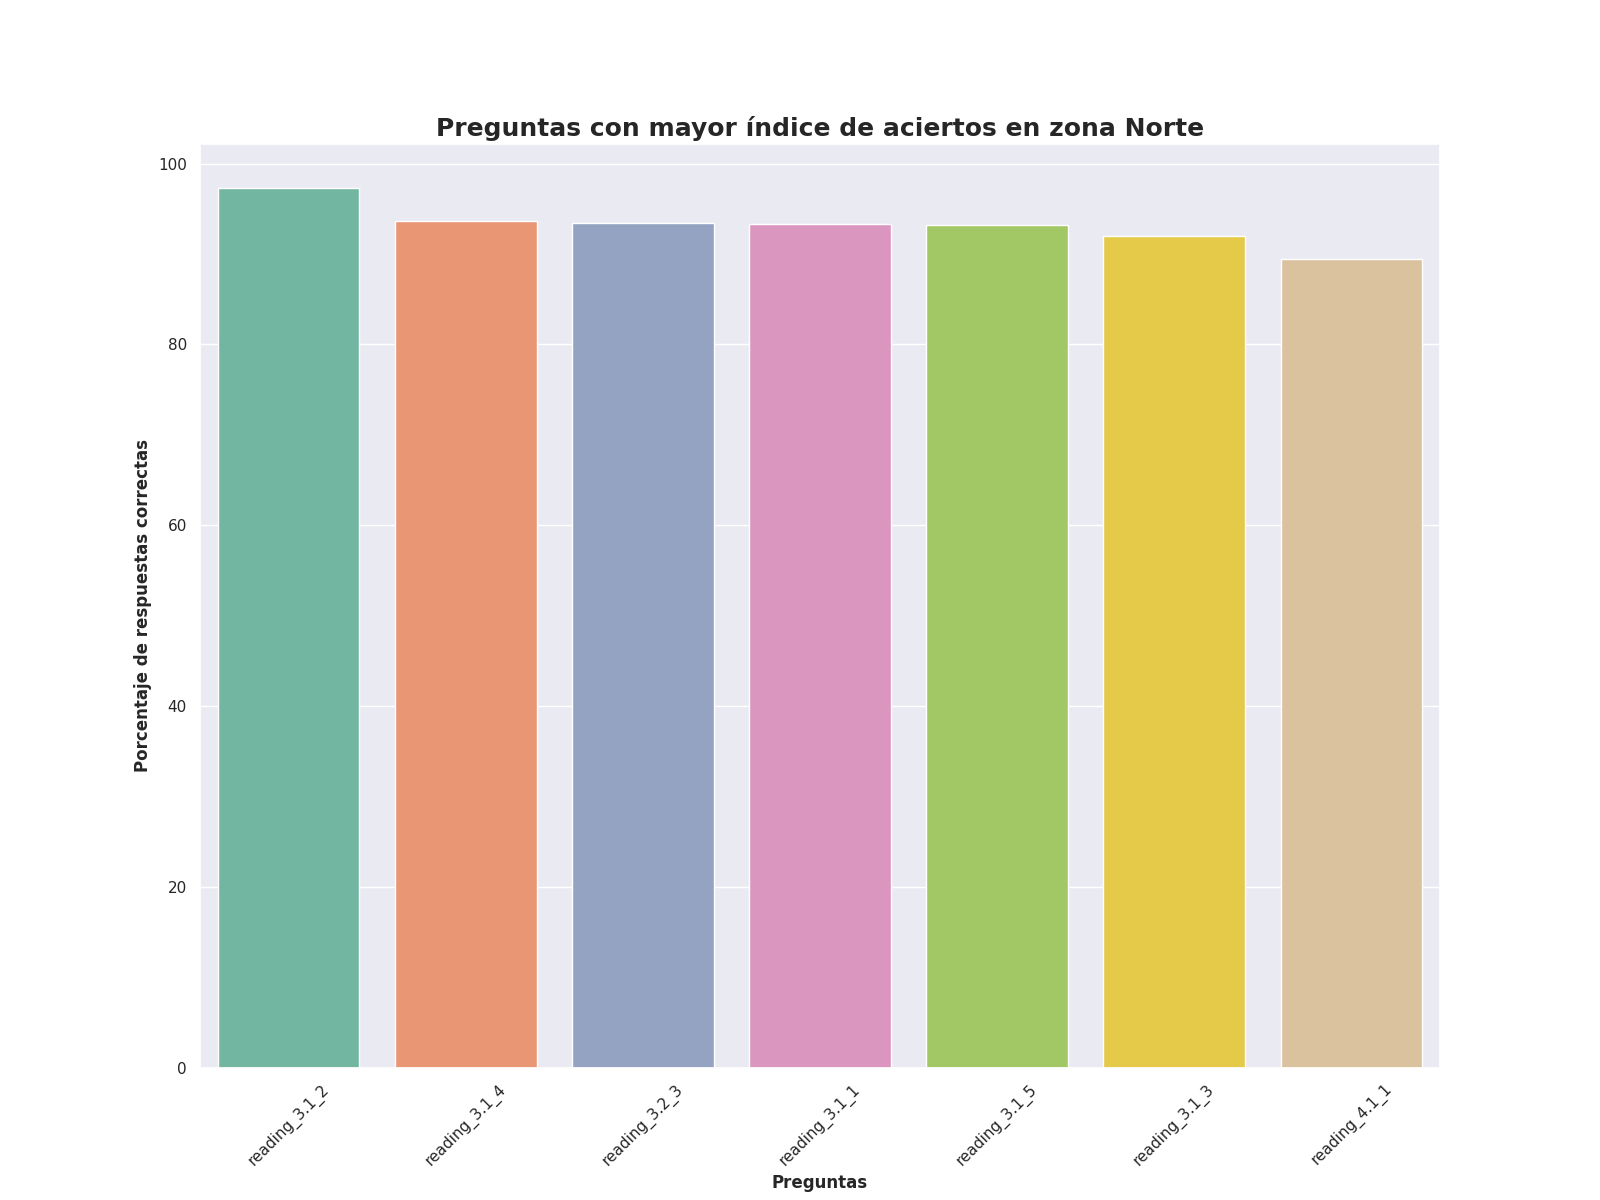 Preguntas con mayor índice de aciertos en zona Norte
Porcentaje de respuestas correctas
100
80
60
40
20
0
reading_3.1_2
reading_3.1_4
reading_3.2_3
reading_3.1_1
reading_3.1_5
reading_3.1_3
reading_4.1_1
Preguntas